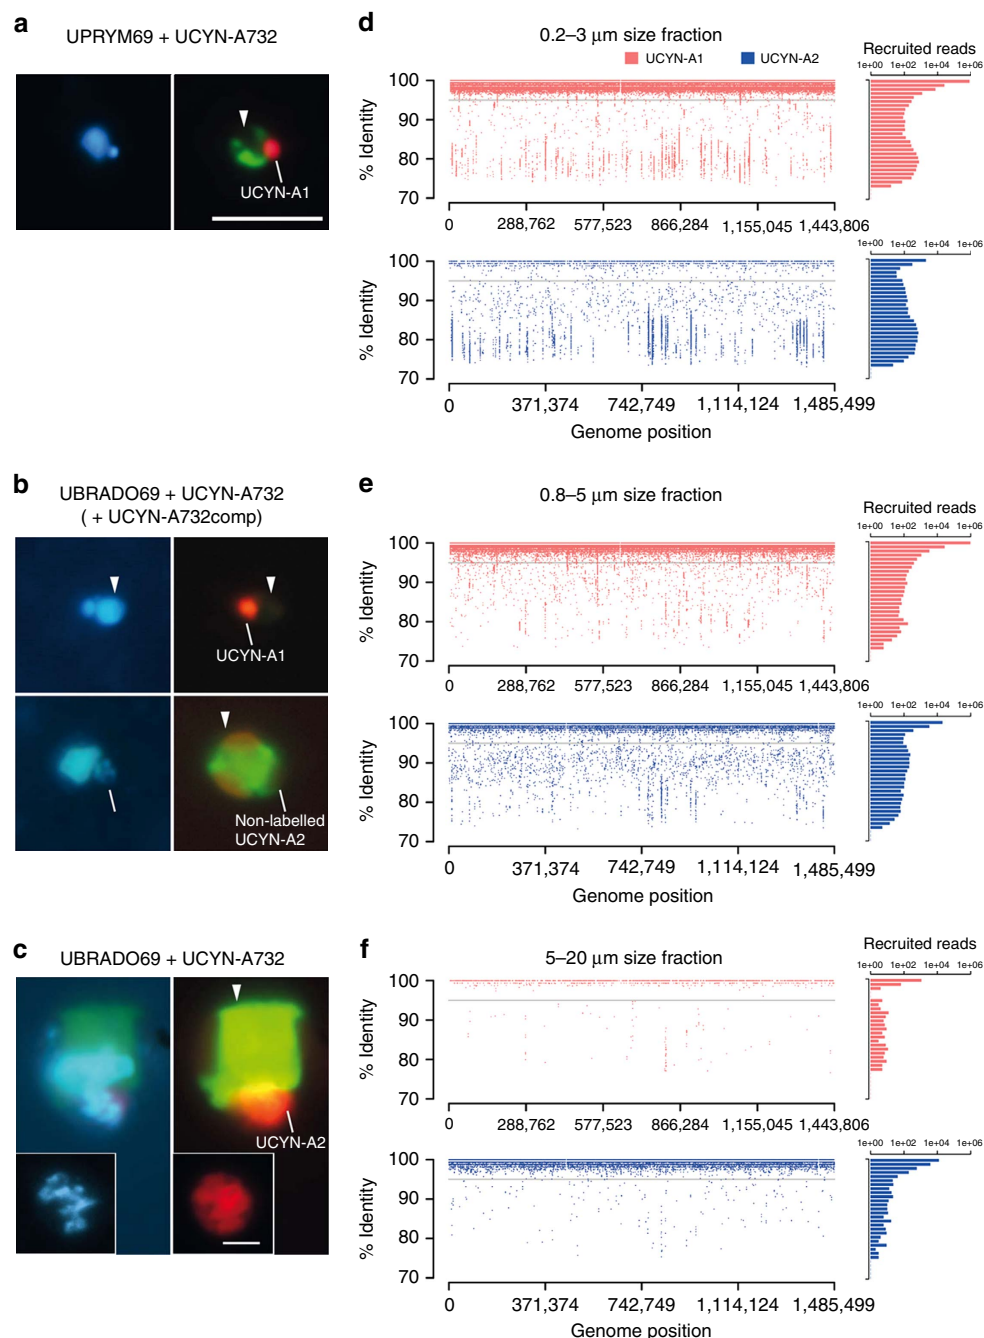 a
UPRYM69 + UCYN-A732
UCYN-A1
d
0.2–3 µm size fraction
UCYN-A1
UCYN-A2
Recruited reads
1e+00 1e+02 1e+04 1e+06
% Identity
100
90
80
70
0 288,762 577,523 866,284 1,155,045 1,443,806
1e+00 1e+02 1e+04 1e+06
% Identity
100
90
80
70
0 371,374 742,749 1,114,124 1,485,499
Genome position
b
UBRADO69 + UCYN-A732
( + UCYN-A732comp)
UCYN-A1
Non-labelled
UCYN-A2
e
0.8–5 µm size fraction
Recruited reads
1e+00 1e+02 1e+04 1e+06
% Identity
100
90
80
70
0 288,762 577,523 866,284 1,155,045 1,443,806
1e+00 1e+02 1e+04 1e+06
% Identity
100
90
80
70
0 371,374 742,749 1,114,124 1,485,499
Genome position
c
UBRADO69 + UCYN-A732
UCYN-A2
f
5–20 µm size fraction
Recruited reads
1e+00 1e+02 1e+04 1e+06
% Identity
100
90
80
70
0 288,762 577,523 866,284 1,155,045 1,443,806
1e+00 1e+02 1e+04 1e+06
% Identity
100
90
80
70
0 371,374 742,749 1,114,124 1,485,499
Genome position